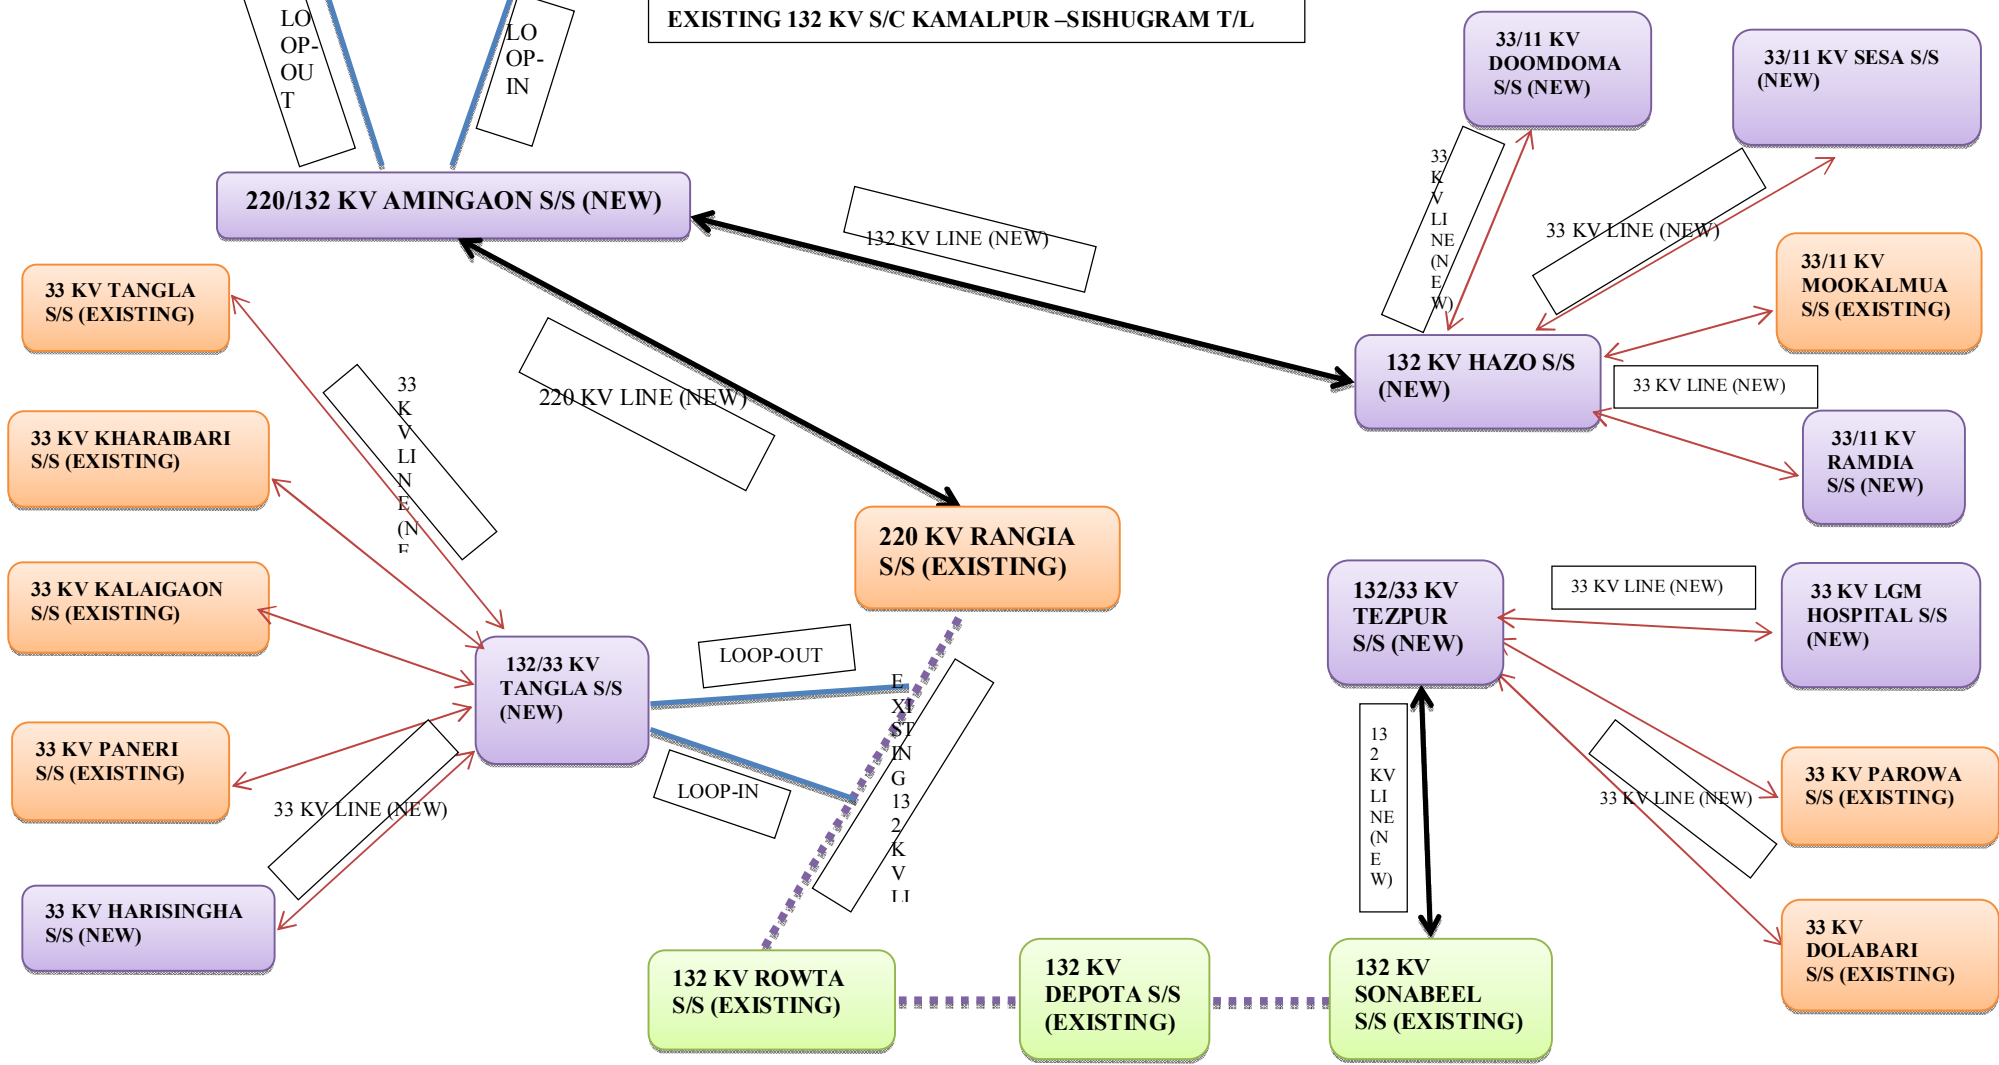 LO
OP-
OU
T
LO
OP-
IN
EXISTING 132 KV S/C KAMALPUR –SISHUGRAM T/L
33/11 KV
DOOMDOMA
S/S (NEW)
33/11 KV SESA S/S
(NEW)
220/132 KV AMINGAON S/S (NEW)
132 KV LINE (NEW)
33
K
V
LI
NE
(N
E
W)
33 KV LINE (NEW)
33/11 KV
MOOKALMUA
S/S (EXISTING)
33 KV TANGLA
S/S (EXISTING)
220 KV LINE (NEW)
132 KV HAZO S/S
(NEW)
33 KV LINE (NEW)
33
K
V
LI
N
E
(N
E
33 KV KHARAIBARI
S/S (EXISTING)
33/11 KV
RAMDIA
S/S (NEW)
220 KV RANGIA
S/S (EXISTING)
33 KV KALAIGAON
S/S (EXISTING)
132/33 KV
TEZPUR
S/S (NEW)
33 KV LINE (NEW)
33 KV LGM
HOSPITAL S/S
(NEW)
132/33 KV
TANGLA S/S
(NEW)
LOOP-OUT
LOOP-IN
E
XI
ST
IN
G
13
2
K
V
LI
13
2
KV
LI
NE
(N
E
W)
33 KV PANERI
S/S (EXISTING)
33 KV LINE (NEW)
33 KV LINE (NEW)
33 KV PAROWA
S/S (EXISTING)
33 KV HARISINGHA
S/S (NEW)
33 KV
DOLABARI
S/S (EXISTING)
132 KV ROWTA
S/S (EXISTING)
132 KV
DEPOTA S/S
(EXISTING)
132 KV
SONABEEL
S/S (EXISTING)